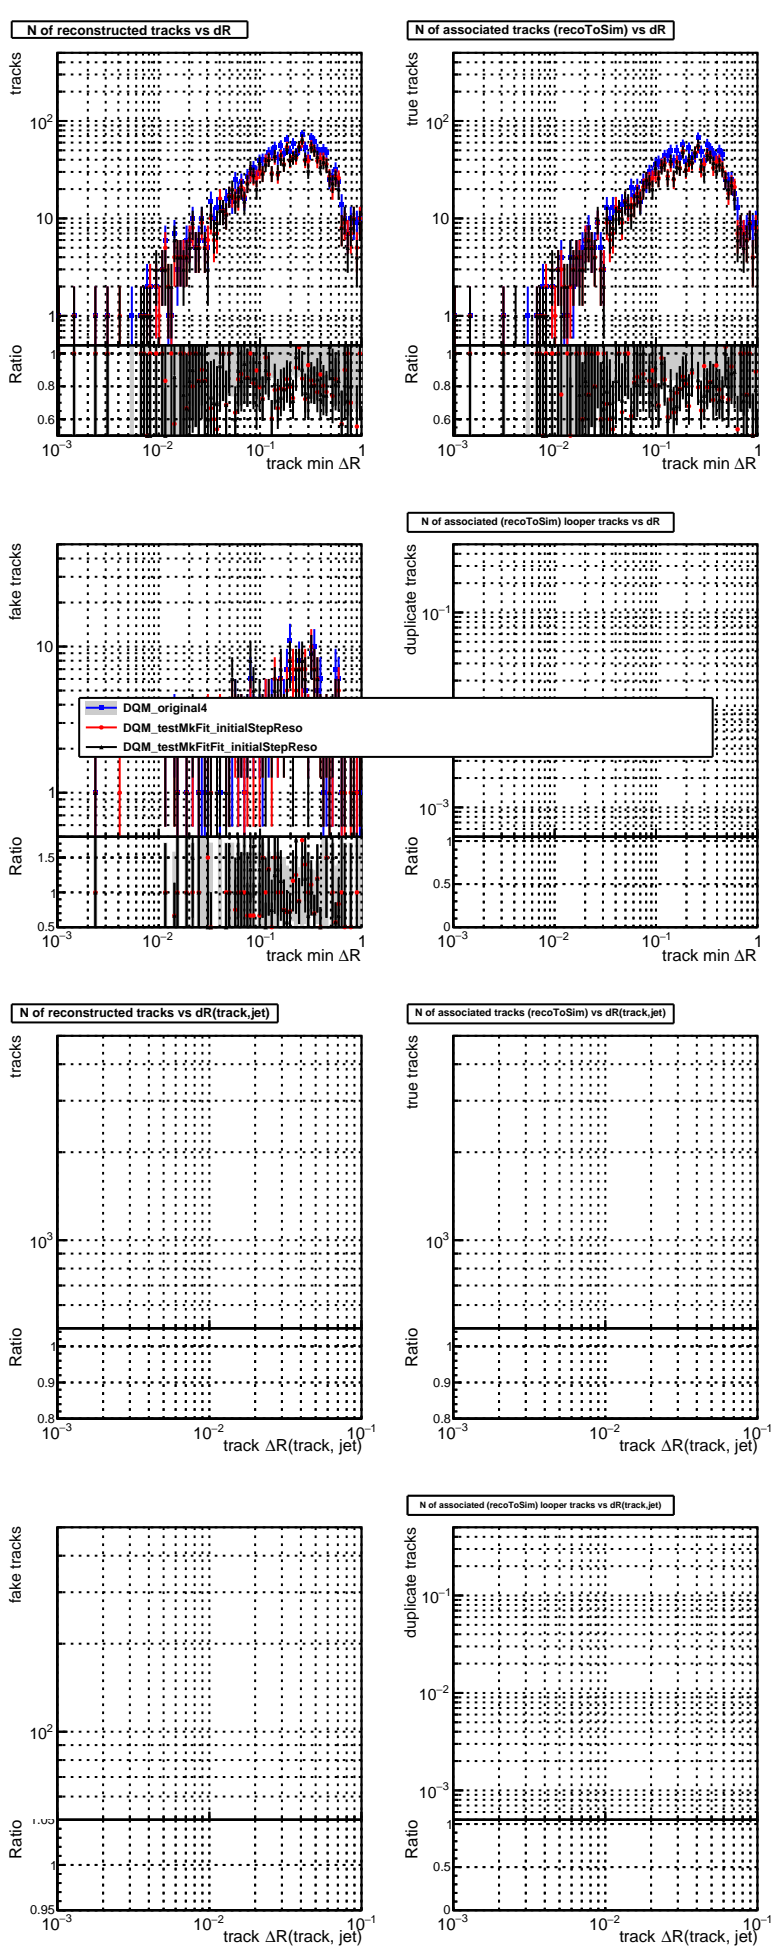 N of reconstructed tracks vs dR
tracks
10²
10
1
Ratio
1
0.8
0.6
10⁻³
10⁻²
10⁻¹
1
track min ΔR
N of associated tracks (recoToSim) vs dR
true tracks
10²
10
1
Ratio
1
0.8
0.6
10⁻³
10⁻²
10⁻¹
1
track min ΔR
fake tracks
10
1
Ratio
1.5
1
0.5
10⁻³
10⁻²
10⁻¹
1
track min ΔR
N of associated (recoToSim) looper tracks vs dR
duplicate tracks
10⁻¹
10⁻³
Ratio
1
0.5
0
10⁻³
10⁻²
10⁻¹
1
track min ΔR
DQM_original4
DQM_testMkFit_initialStepReso
DQM_testMkFitFit_initialStepReso
N of reconstructed tracks vs dR(track,jet)
tracks
10³
Ratio
1
0.9
0.8
10⁻³
10⁻²
10⁻¹
track ΔR(track, jet)
N of associated tracks (recoToSim) vs dR(track,jet)
true tracks
10³
Ratio
1
0.9
0.8
10⁻³
10⁻²
10⁻¹
track ΔR(track, jet)
fake tracks
10²
Ratio
1.05
1
0.95
10⁻³
10⁻²
10⁻¹
track ΔR(track, jet)
N of associated (recoToSim) looper tracks vs dR(track,jet)
duplicate tracks
10⁻¹
10⁻²
10⁻³
Ratio
1
0.5
0
10⁻³
10⁻²
10⁻¹
track ΔR(track, jet)